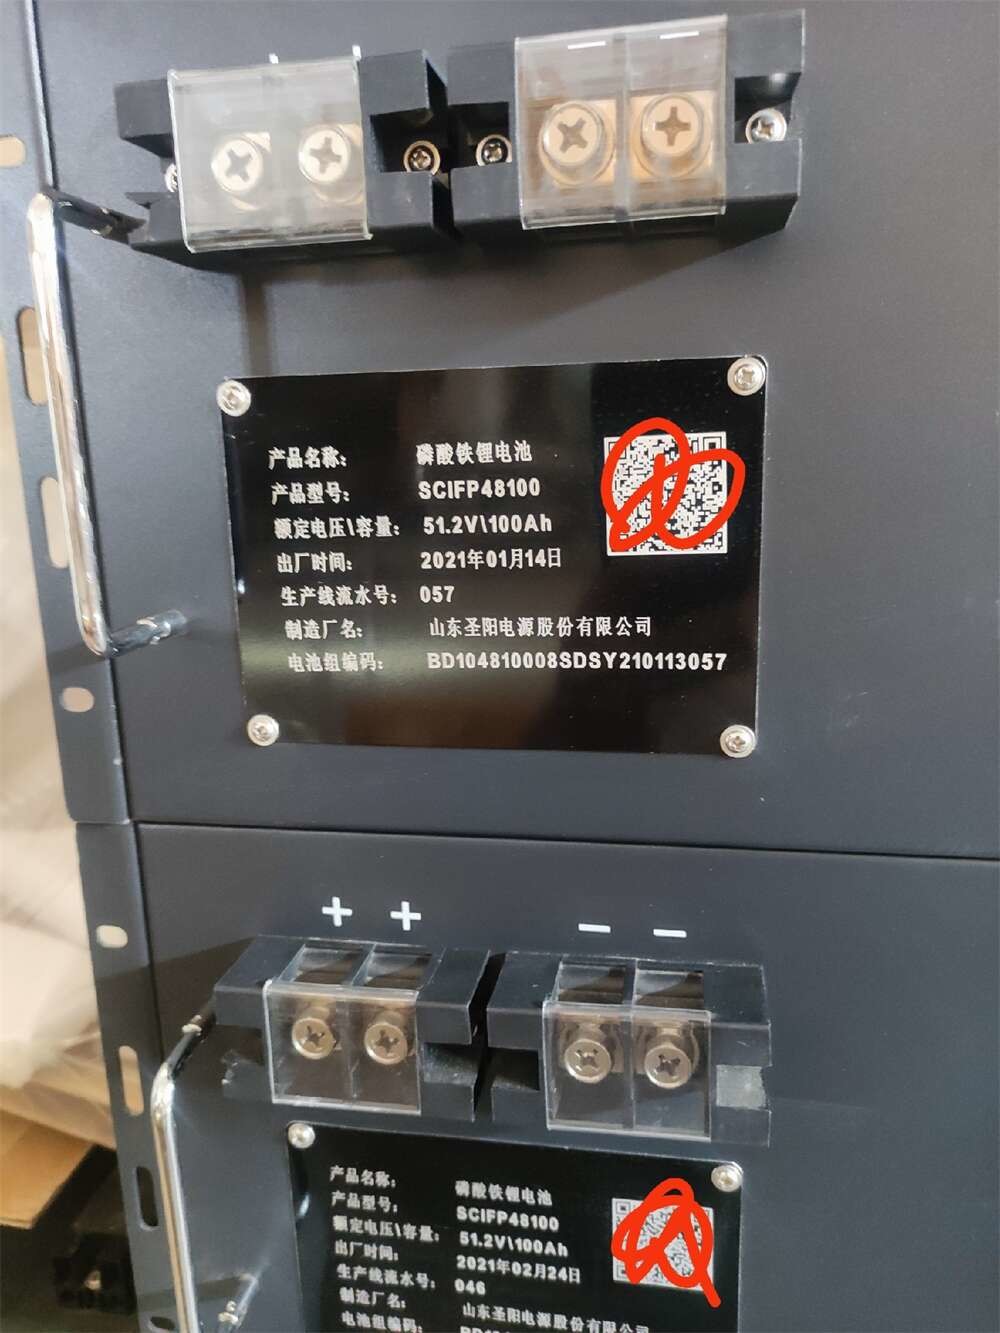 + +
— —
产品名称： 磷酸铁锂电池
产品型号： SCIFP48100
额定电压\容量： 51.2V\100Ah
出厂时间： 2021年01月14日
生产线流水号： 057
制造厂名： 山东圣阳电源股份有限公司
电池组编码： BD104810008SDSY210113057
+ +
— —
产品名称： 磷酸铁锂电池
产品型号： SCIFP48100
额定电压\容量： 51.2V\100Ah
出厂时间： 2021年02月24日
生产线流水号： 046
制造厂名： 山东圣阳电源股份有限公司
电池组编码：